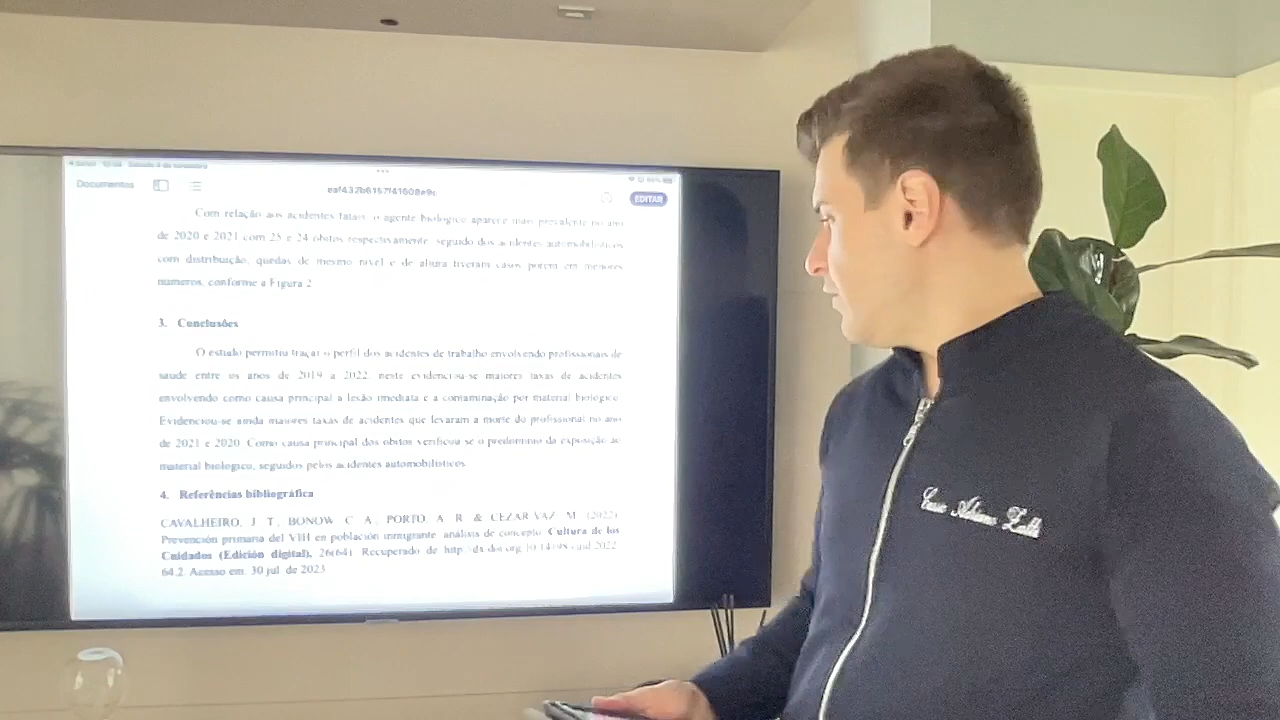 Documentos
eaf4.37b6157f41608e9c
EDITAR
Com relação aos acidentes fatais, o agente biológico aparece mais prevalente no ano
de 2020 e 2021 com 25 e 24 óbitos respectivamente, seguido dos acidentes automobilísticos
com distribuição, quedas de mesmo nível e de altura tiveram casos porém em menores
números, conforme a Figura 2
3. Conclusões
O estudo permitiu traçar o perfil dos acidentes de trabalho envolvendo profissionais de
saúde entre os anos de 2019 a 2022, neste evidenciou-se maiores taxas de acidentes
envolvendo como causa principal a lesão imediata e a contaminação por material biológico.
Evidenciou-se ainda maiores taxas de acidentes que levaram a morte do profissional no ano
de 2021 e 2020. Como causa principal dos óbitos verificou se o predomínio da exposição ao
material biológico, seguidos pelos acidentes automobilísticos.
4. Referências bibliográfica
CAVALHEIRO, J. T., BONOW C. A., PORTO, A. R. & CEZAR-VAZ M. (2022).
Prevención primaria del VIH en población inmigrante: análisis de concepto. Cultura de los
Cuidados (Edición digital), 26(64). Recuperado de
64.2. Acesso em: 30 jul. de 2023